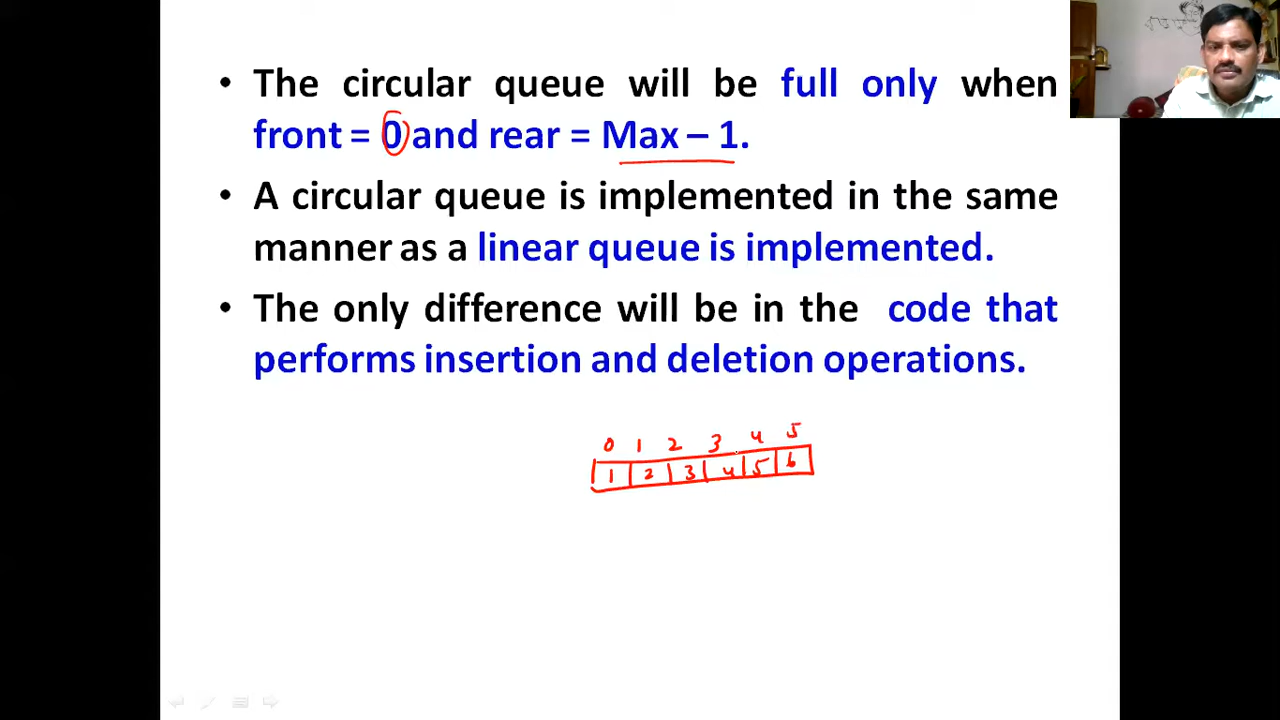 • The circular queue will be full only when
front = 0 and rear = Max – 1.
• A circular queue is implemented in the same
manner as a linear queue is implemented.
• The only difference will be in the code that
performs insertion and deletion operations.
0 1 2 3 4 5
1 2 3 4 5 6